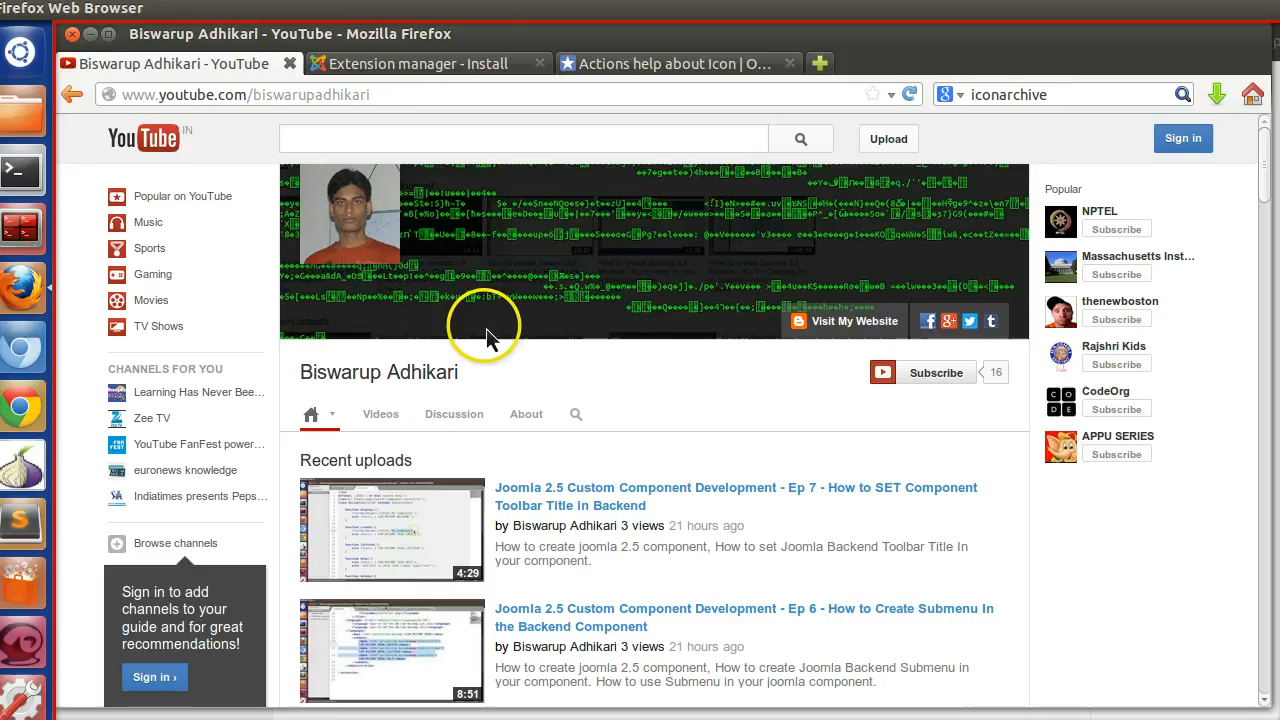 Firefox Web Browser
Biswarup Adhikari - YouTube - Mozilla Firefox
Biswarup Adhikari - YouTube
Extension manager - Install
Actions help about Icon | O...
www.youtube.com/biswarupadhikari
iconarchive
YouTube IN
Upload
Sign in
Popular on YouTube
Music
Sports
Gaming
Movies
TV Shows
CHANNELS FOR YOU
Learning Has Never Bee...
Zee TV
YouTube FanFest power...
euronews knowledge
Indiatimes presents Peps...
Browse channels
Sign in to add
channels to your
guide and for great
recommendations!
Sign in ›
Visit My Website
Biswarup Adhikari
Subscribe
16
Videos
Discussion
About
Recent uploads
4:29
Joomla 2.5 Custom Component Development - Ep 7 - How to SET Component
Toolbar Title in Backend
by Biswarup Adhikari 3 views 21 hours ago
How to create joomla 2.5 component, How to set Joomla Backend Toolbar Title In
your component.
8:51
Joomla 2.5 Custom Component Development - Ep 6 - How to Create Submenu In
the Backend Component
by Biswarup Adhikari 3 views hours ago
How to create joomla 2.5 component, How to create Joomla Backend Submenu in
your component. How to use Submenu in your joomla component.
Popular
NPTEL
Subscribe
Massachusetts Inst...
Subscribe
thenewboston
Subscribe
Rajshri Kids
Subscribe
CodeOrg
Subscribe
APPU SERIES
Subscribe